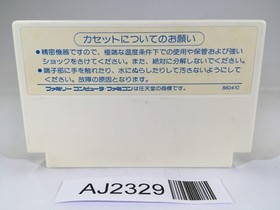 カセットについてのお願い
●精密機器ですので、極端な温度条件下での使用や保管および強い
ショックをさけてください。また、絶対に分解しないでください。
●端子部に手を触れたり、水にぬらしたりして汚さないようにして
ください。故障の原因となります。
ファミリーコンピュータ・ファミコンは任天堂の商標です。
860410
AJ2329